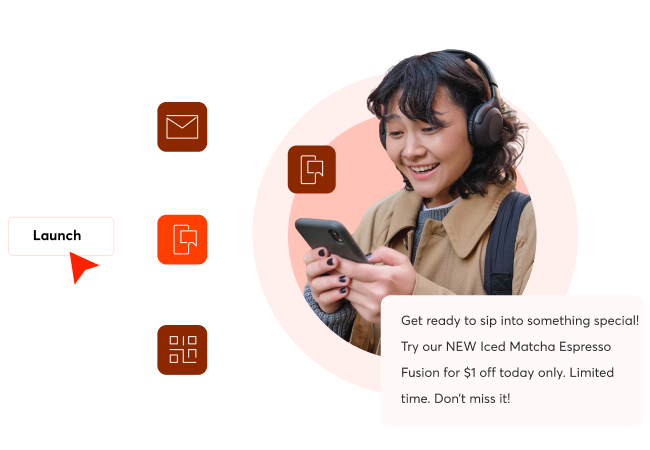 Launch
Get ready to sip into something special!
Try our NEW Iced Matcha Espresso
Fusion for $1 off today only. Limited
time. Don't miss it!